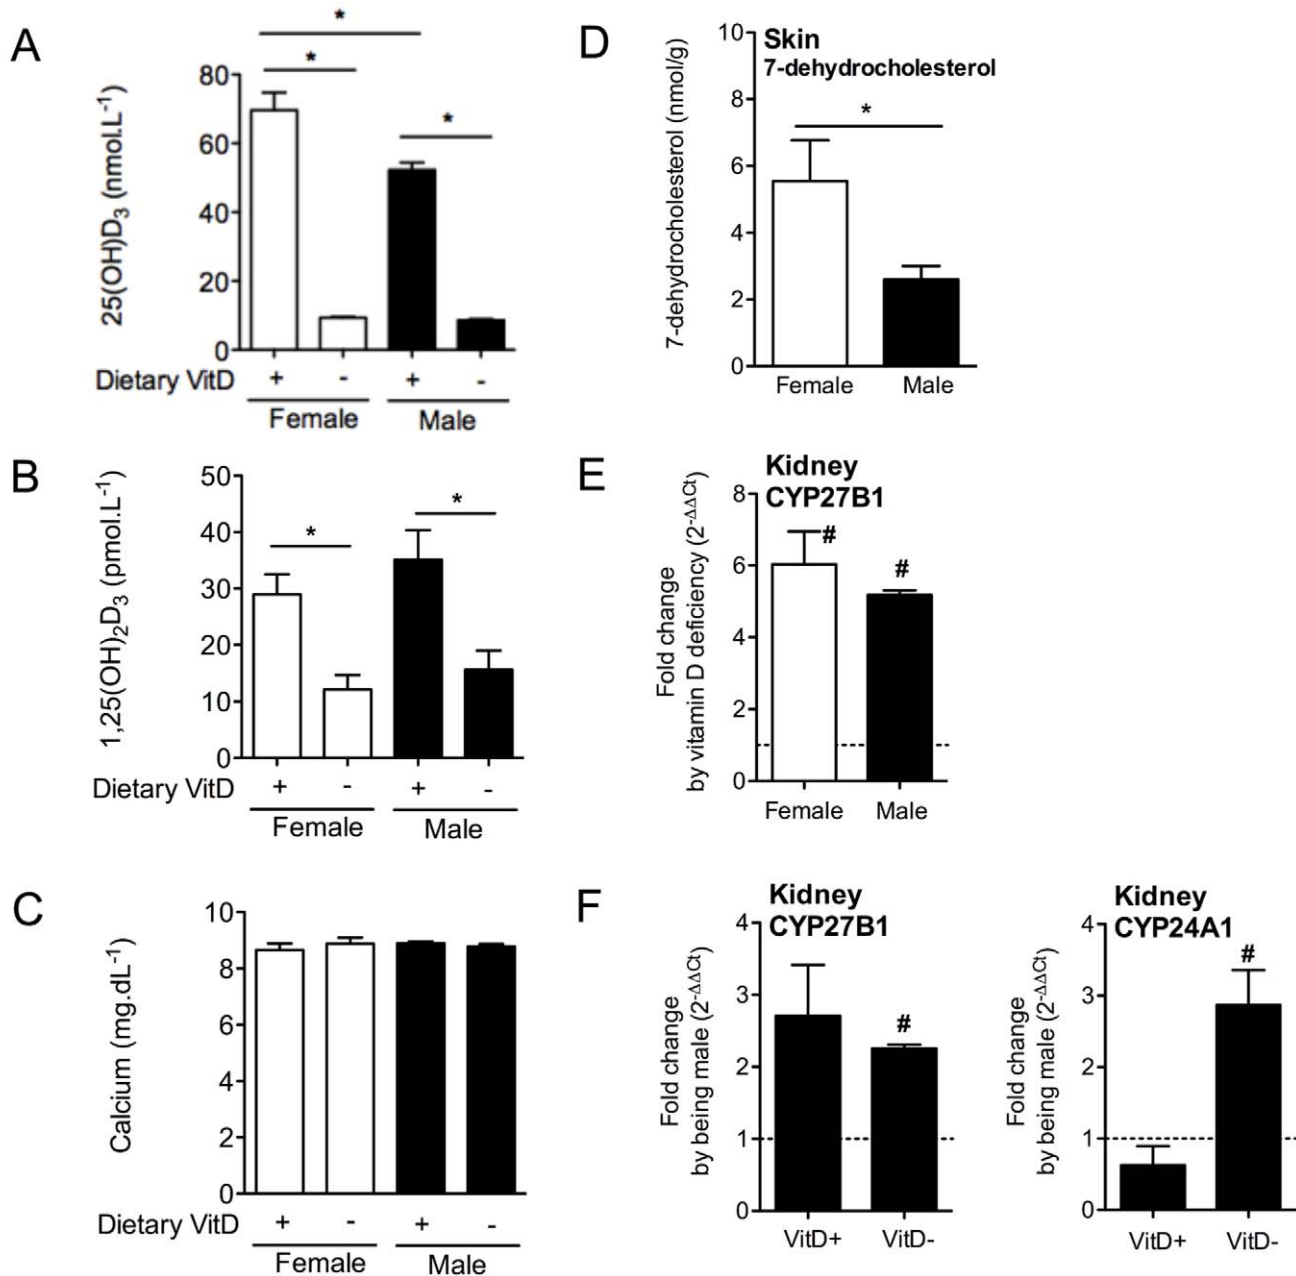 A
*
*
*
25(OH)D3 (nmol.L-1)
80
60
40
20
0
Dietary VitD + - + -
Female Male
B
*
*
1,25(OH)2D3 (pmol.L-1)
50
40
30
20
10
0
Dietary VitD + - + -
Female Male
C
Calcium (mg.dL-1)
10
8
6
4
2
0
Dietary VitD + - + -
Female Male
D
Skin
7-dehydrocholesterol
*
7-dehydrocholesterol (nmol/g)
10
8
6
4
2
0
Female Male
E
Kidney
CYP27B1
# #
Fold change
by vitamin D deficiency (2-ΔΔCt)
8
6
4
2
0
Female Male
F
Kidney
CYP27B1
#
Fold change
by being male (2-ΔΔCt)
4
3
2
1
0
VitD+ VitD-
Kidney
CYP24A1
#
Fold change
by being male (2-ΔΔCt)
4
3
2
1
0
VitD+ VitD-